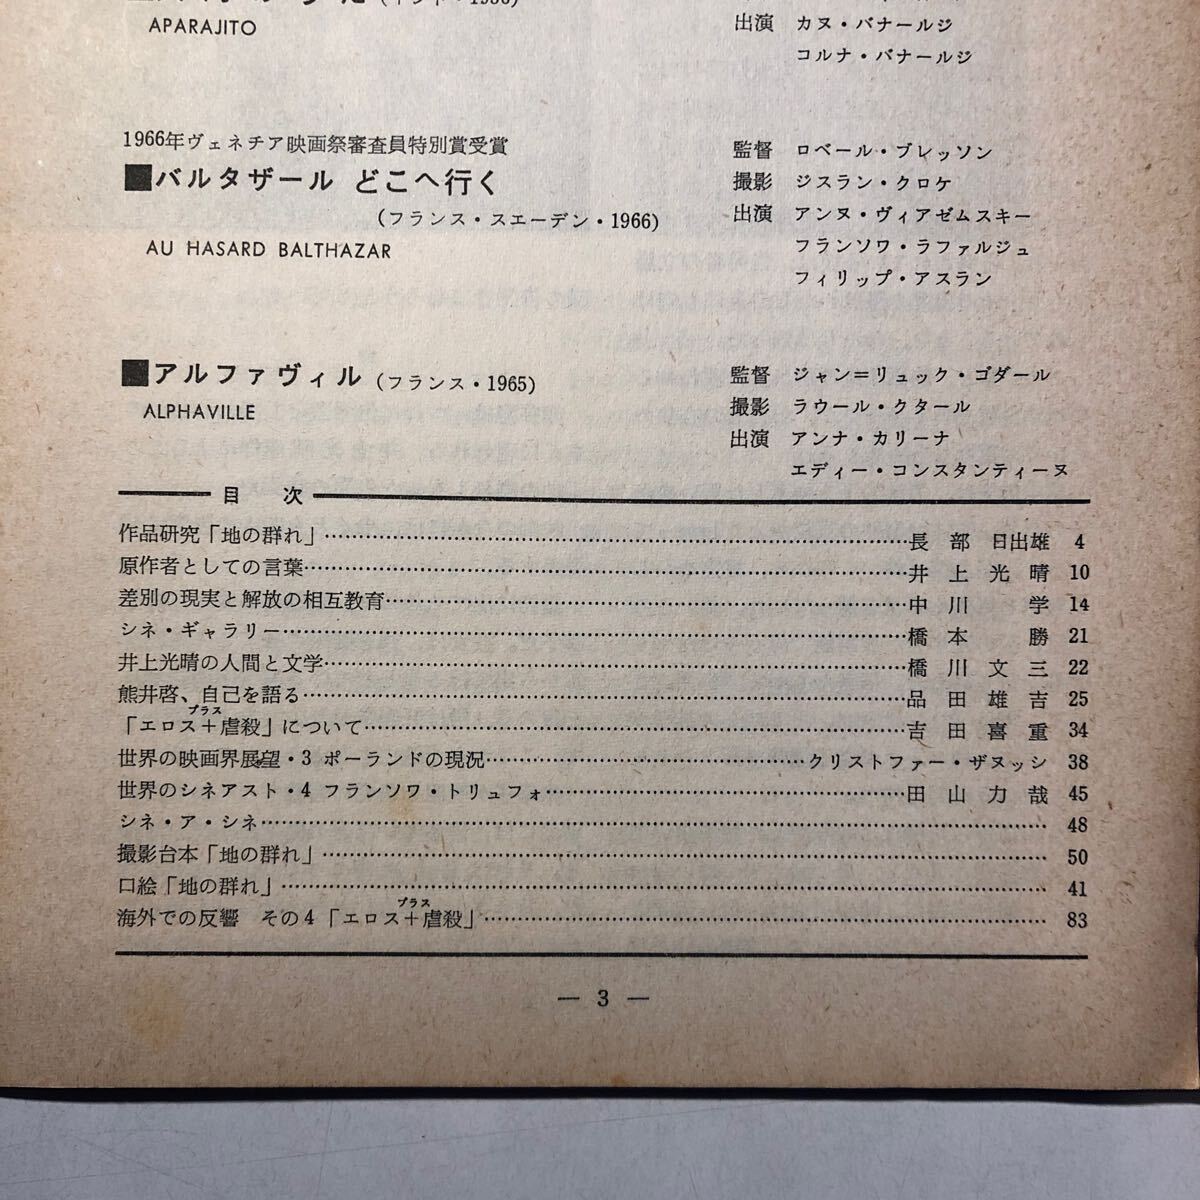 APARAJITO
出演 カヌ・バナールジ
コルナ・バナールジ
1966年ヴェネチア映画祭審査員特別賞受賞
■バルタザール どこへ行く
(フランス・スエーデン・1966)
AU HASARD BALTHAZAR
監督 ロベール・ブレッソン
撮影 ジスラン・クロケ
出演 アンヌ・ヴィアゼムスキー
フランソワ・ラファルジュ
フィリップ・アスラン
■アルファヴィル (フランス・1965)
ALPHAVILLE
監督 ジャン=リュック・ゴダール
撮影 ラウール・クタール
出演 アンナ・カリーナ
エディー・コンスタンティーヌ
目 次
作品研究「地の群れ」……長部日出雄 4
原作者としての言葉……井上光晴 10
差別の現実と解放の相互教育……中川 学 14
シネ・ギャラリー……橋本 勝 21
井上光晴の人間と文学……橋川文三 22
熊井啓、自己を語る……品田雄吉 25
プラス
「エロス+虐殺」について……吉田喜重 34
世界の映画界展望・3 ポーランドの現況……クリストファー・ザヌッシ 38
世界のシネアスト・4 フランソワ・トリュフォ……田山力哉 45
シネ・ア・シネ……48
撮影台本「地の群れ」……50
口絵「地の群れ」……41
プラス
海外での反響 その4「エロス+虐殺」……83
— 3 —